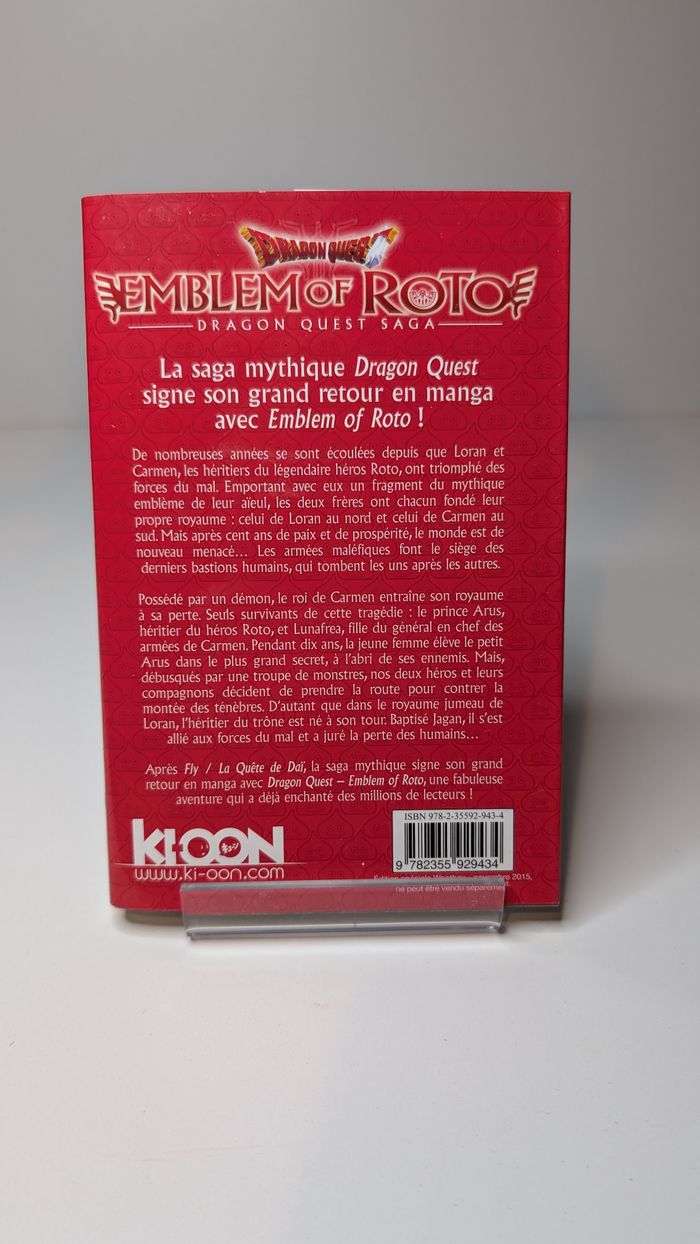 DRAGON QUEST
EMBLEM OF ROTO
DRAGON QUEST SAGA
La saga mythique Dragon Quest
signe son grand retour en manga
avec Emblem of Roto !
De nombreuses années se sont écoulées depuis que Loran et
Carmen, les héritiers du légendaire héros Roto, ont triomphé des
forces du mal. Emportant avec eux un fragment du mythique
emblème de leur aïeul, les deux frères ont chacun fondé leur
propre royaume : celui de Loran au nord et celui de Carmen au
sud. Mais après cent ans de paix et de prospérité, le monde est de
nouveau menacé... Les armées maléfiques font le siège des
derniers bastions humains, qui tombent les uns après les autres.
Possédé par un démon, le roi de Carmen entraîne son royaume
à sa perte. Seuls survivants de cette tragédie : le prince Arus,
héritier du héros Roto, et Lunafrea, fille du général en chef des
armées de Carmen. Pendant dix ans, la jeune femme élève le petit
Arus dans le plus grand secret, à l'abri de ses ennemis. Mais,
débusqués par une troupe de monstres, nos deux héros et leurs
compagnons décident de prendre la route pour contrer la
montée des ténèbres. D'autant que dans le royaume jumeau de
Loran, l'héritier du trône est né à son tour. Baptisé Jagan, il s'est
allié aux forces du mal et a juré la perte des humains...
Après Fly / La Quête de Daï, la saga mythique signe son grand
retour en manga avec Dragon Quest – Emblem of Roto, une fabuleuse
aventure qui a déjà enchanté des millions de lecteurs !
ISBN 978-2-35592-943-4
KI-OON
キューン
www.ki-oon.com
9 782355 929434
novembre 2015,
ne peut être vendu séparément.